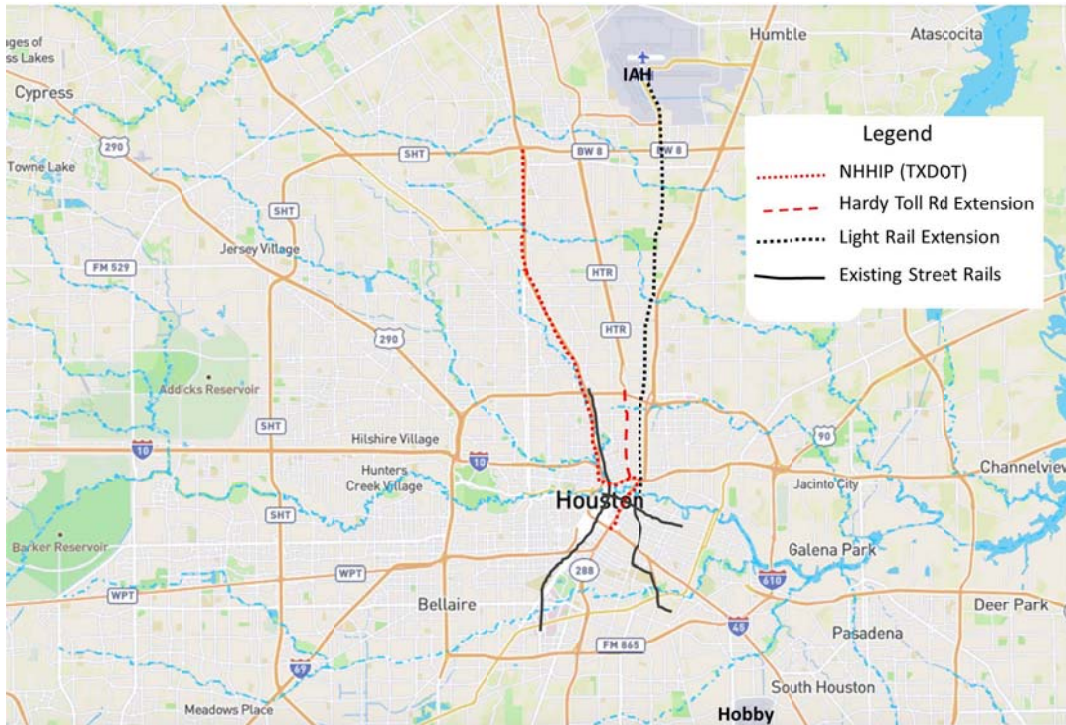 Humble
Atascocita
ages of
ss Lakes
Cypress
IAH
290
Towne Lake
SHT
BW 8
BW 8
Legend
NHHIP (TXDOT)
Hardy Toll Rd Extension
Light Rail Extension
Existing Street Rails
SHT
Jersey Village
FM 529
HTR
HTR
290
Addicks Reservoir
SHT
Hilshire Village
90
10
10
Hunters
Creek Village
Channelview
Jacinto City
Houston
SHT
Barker Reservoir
Galena Park
WPT
288
610
WPT
Bellaire
Deer Park
45
Pasadena
FM 865
69
South Houston
Meadows Place
Hobby